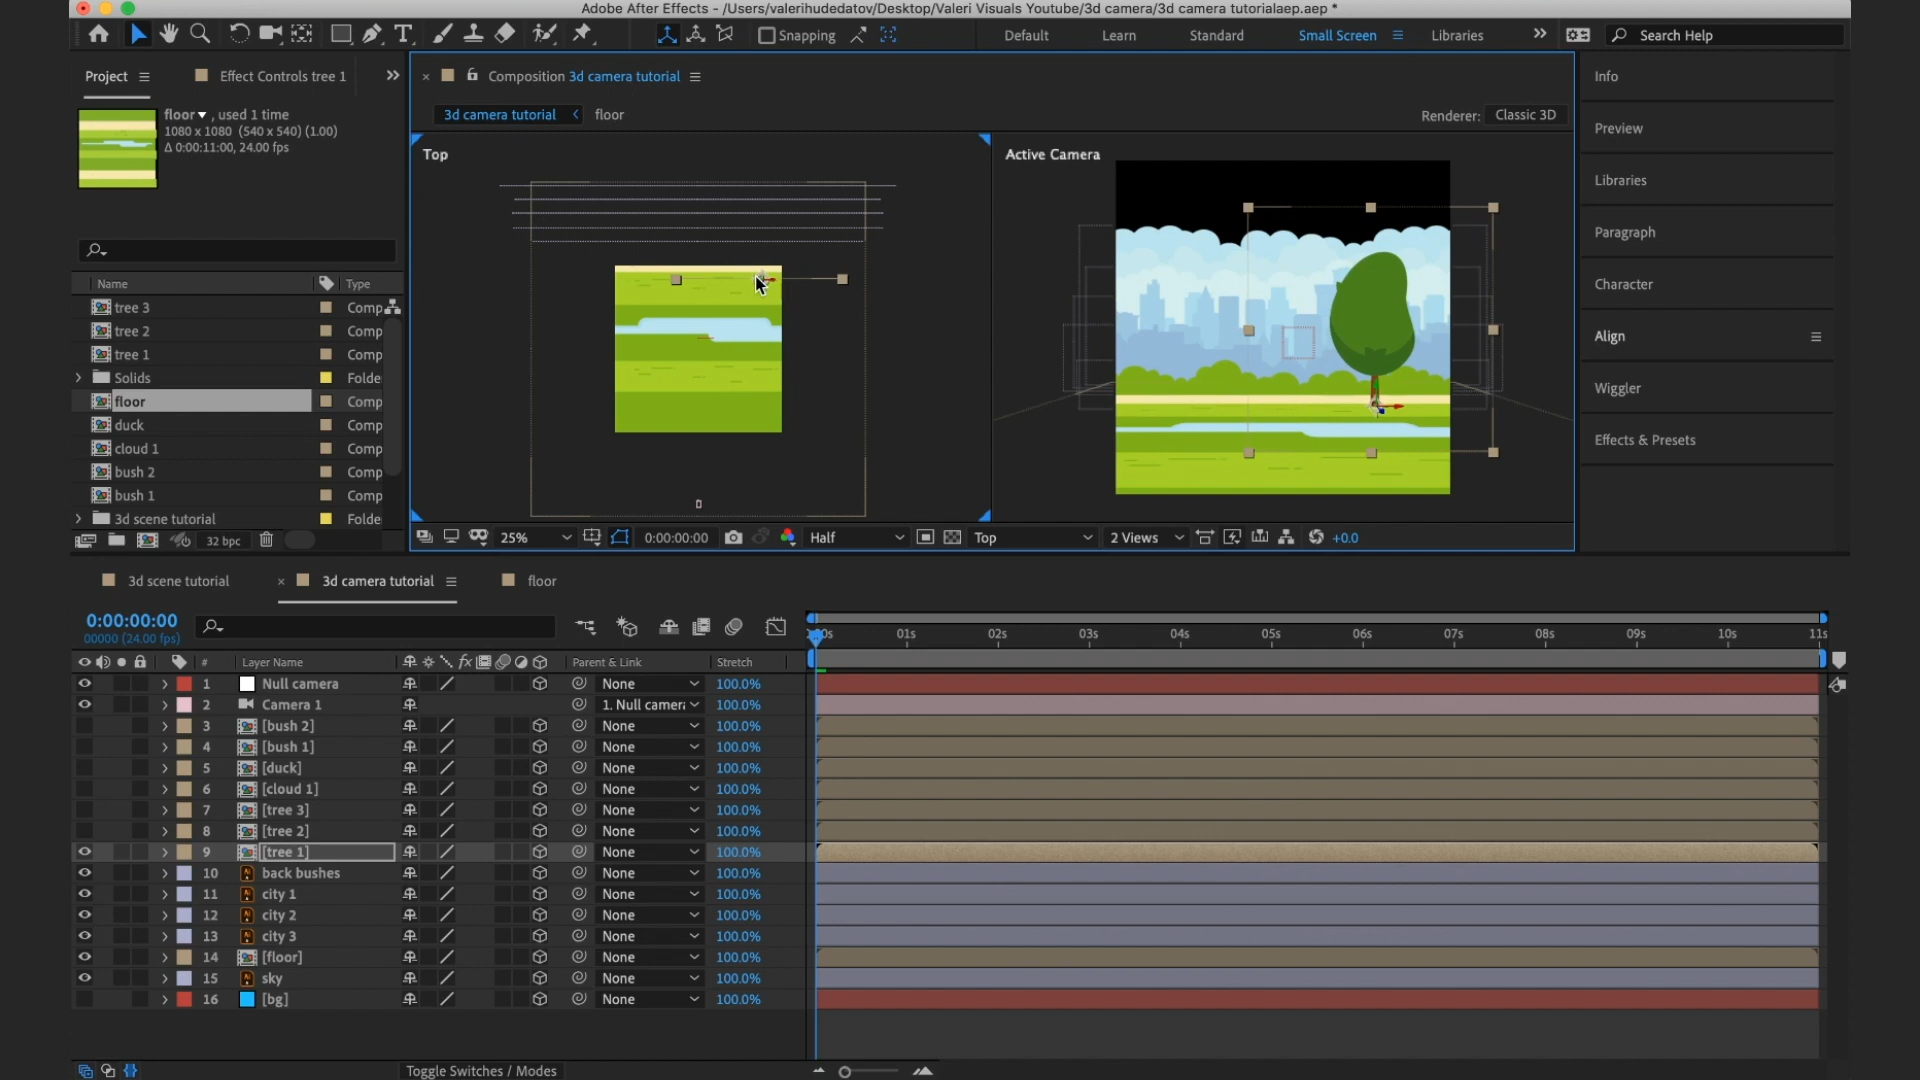 Adobe After Effects - /Users/valerihudedatov/Desktop/Valeri Visuals Youtube/3d camera/3d camera tutorialaep.aep *
Snapping
Default
Learn
Standard
Small Screen
Libraries
Search Help
Project
Effect Controls tree 1
Composition 3d camera tutorial
Info
floor , used 1 time
1080 x 1080 (540 x 540) (1.00)
Δ 0:00:11:00, 24.00 fps
3d camera tutorial
floor
Renderer: Classic 3D
Preview
Top
Active Camera
Libraries
Paragraph
Character
Align
Wiggler
Effects & Presets
Name
Type
tree 3 Comp
tree 2 Comp
tree 1 Comp
Solids Folde
floor Comp
duck Comp
cloud 1 Comp
bush 2 Comp
bush 1 Comp
3d scene tutorial Folde
32 bpc
25%
0:00:00:00
Half
Top
2 Views
+0.0
3d scene tutorial
3d camera tutorial
floor
0:00:00:00
00000 (24.00 fps)
01s 02s 03s 04s 05s 06s 07s 08s 09s 10s 11s
# Layer Name Parent & Link Stretch
1 Null camera None 100.0%
2 Camera 1 1. Null camera 100.0%
3 [bush 2] None 100.0%
4 [bush 1] None 100.0%
5 [duck] None 100.0%
6 [cloud 1] None 100.0%
7 [tree 3] None 100.0%
8 [tree 2] None 100.0%
9 [tree 1] None 100.0%
10 back bushes None 100.0%
11 city 1 None 100.0%
12 city 2 None 100.0%
13 city 3 None 100.0%
14 [floor] None 100.0%
15 sky None 100.0%
16 [bg] None 100.0%
Toggle Switches / Modes